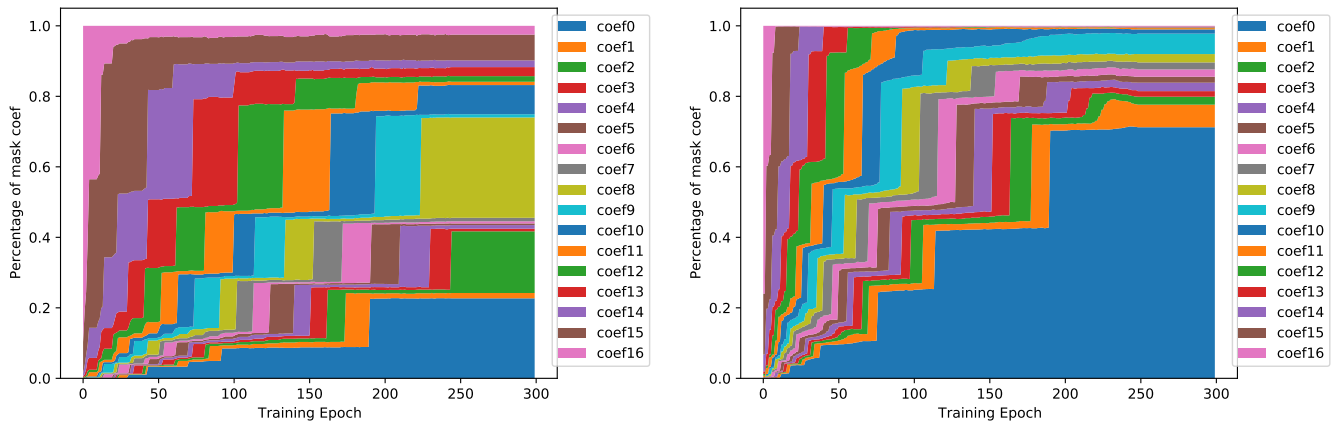 Percentage of mask coef
1.0
0.8
0.6
0.4
0.2
0.0
0
50
100
150
200
250
300
Training Epoch
coef0
coef1
coef2
coef3
coef4
coef5
coef6
coef7
coef8
coef9
coef10
coef11
coef12
coef13
coef14
coef15
coef16
Percentage of mask coef
1.0
0.8
0.6
0.4
0.2
0.0
0
50
100
150
200
250
300
Training Epoch
coef0
coef1
coef2
coef3
coef4
coef5
coef6
coef7
coef8
coef9
coef10
coef11
coef12
coef13
coef14
coef15
coef16